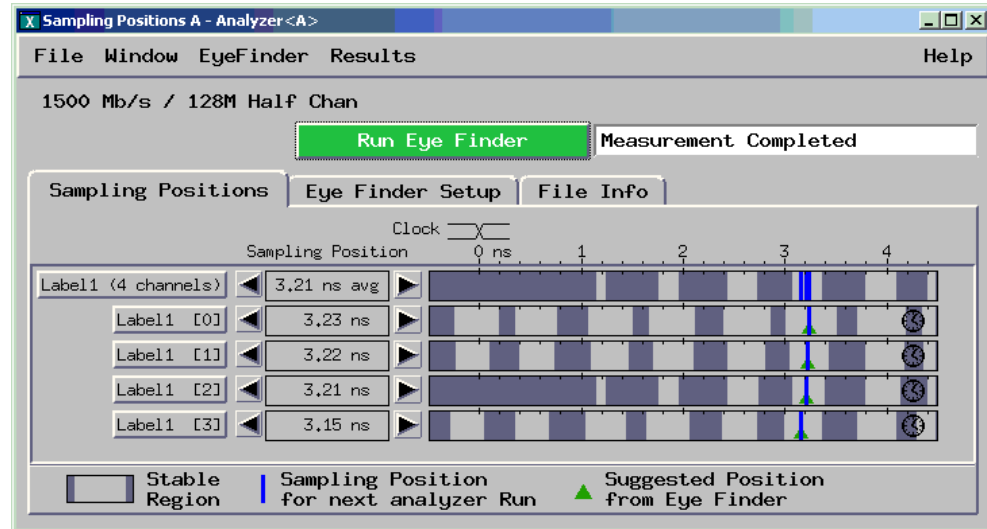 X Sampling Positions A - Analyzer<A>
File Window EyeFinder Results Help
1500 Mb/s / 128M Half Chan
Run Eye Finder Measurement Completed
Sampling Positions Eye Finder Setup File Info
Clock
Sampling Position 0 ns 1 2 3 4
Label1 (4 channels) 3.21 ns avg
Label1 [0] 3.23 ns
Label1 [1] 3.22 ns
Label1 [2] 3.21 ns
Label1 [3] 3.15 ns
Stable Region
Sampling Position for next analyzer Run
Suggested Position from Eye Finder